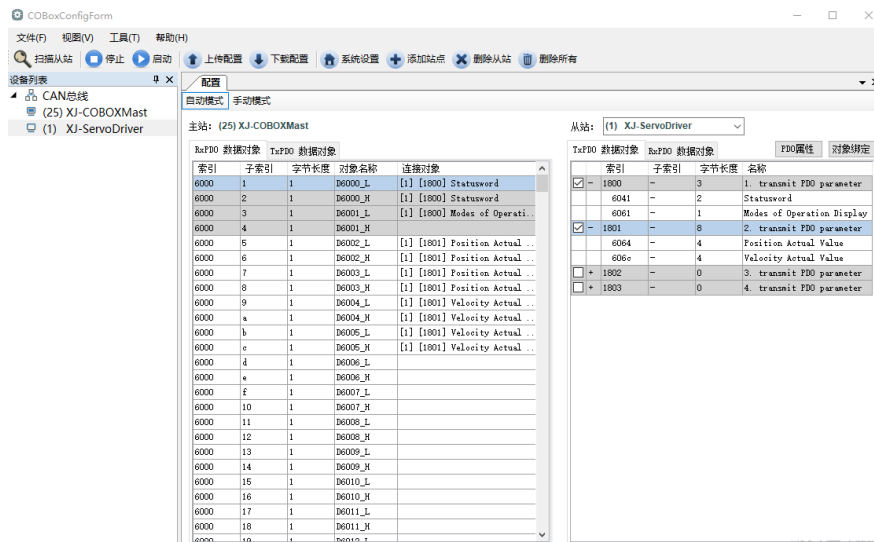 COBoxConfigForm
文件(F) 视图(V) 工具(T) 帮助(H)
扫描从站 停止 启动 上传配置 下载配置 系统设置 添加站点 删除从站 删除所有
设备列表
CAN总线
(25) XJ-COBOXMast
(1) XJ-ServoDriver
配置
自动模式 手动模式
主站: (25) XJ-COBOXMast
RxPDO 数据对象 TxPDO 数据对象
索引 子索引 字节长度 对象名称 连接对象
6000 1 1 D6000_L [1] [1800] Statusword
6000 2 1 D6000_H [1] [1800] Statusword
6000 3 1 D6001_L [1] [1800] Modes of Operati..
6000 4 1 D6001_H
6000 5 1 D6002_L [1] [1801] Position Actual ..
6000 6 1 D6002_H [1] [1801] Position Actual ..
6000 7 1 D6003_L [1] [1801] Position Actual ..
6000 8 1 D6003_H [1] [1801] Position Actual ..
6000 9 1 D6004_L [1] [1801] Velocity Actual ..
6000 a 1 D6004_H [1] [1801] Velocity Actual ..
6000 b 1 D6005_L [1] [1801] Velocity Actual ..
6000 c 1 D6005_H [1] [1801] Velocity Actual ..
6000 d 1 D6006_L
6000 e 1 D6006_H
6000 f 1 D6007_L
6000 10 1 D6007_H
6000 11 1 D6008_L
6000 12 1 D6008_H
6000 13 1 D6009_L
6000 14 1 D6009_H
6000 15 1 D6010_L
6000 16 1 D6010_H
6000 17 1 D6011_L
6000 18 1 D6011_H
从站: (1) XJ-ServoDriver
TxPDO 数据对象 RxPDO 数据对象 PDO属性 对象绑定
索引 子索引 字节长度 名称
- 1800 - 3 1. transmit PDO parameter
6041 - 2 Statusword
6061 - 1 Modes of Operation Display
- 1801 - 8 2. transmit PDO parameter
6064 - 4 Position Actual Value
606c - 4 Velocity Actual Value
+ 1802 - 0 3. transmit PDO parameter
+ 1803 - 0 4. transmit PDO parameter